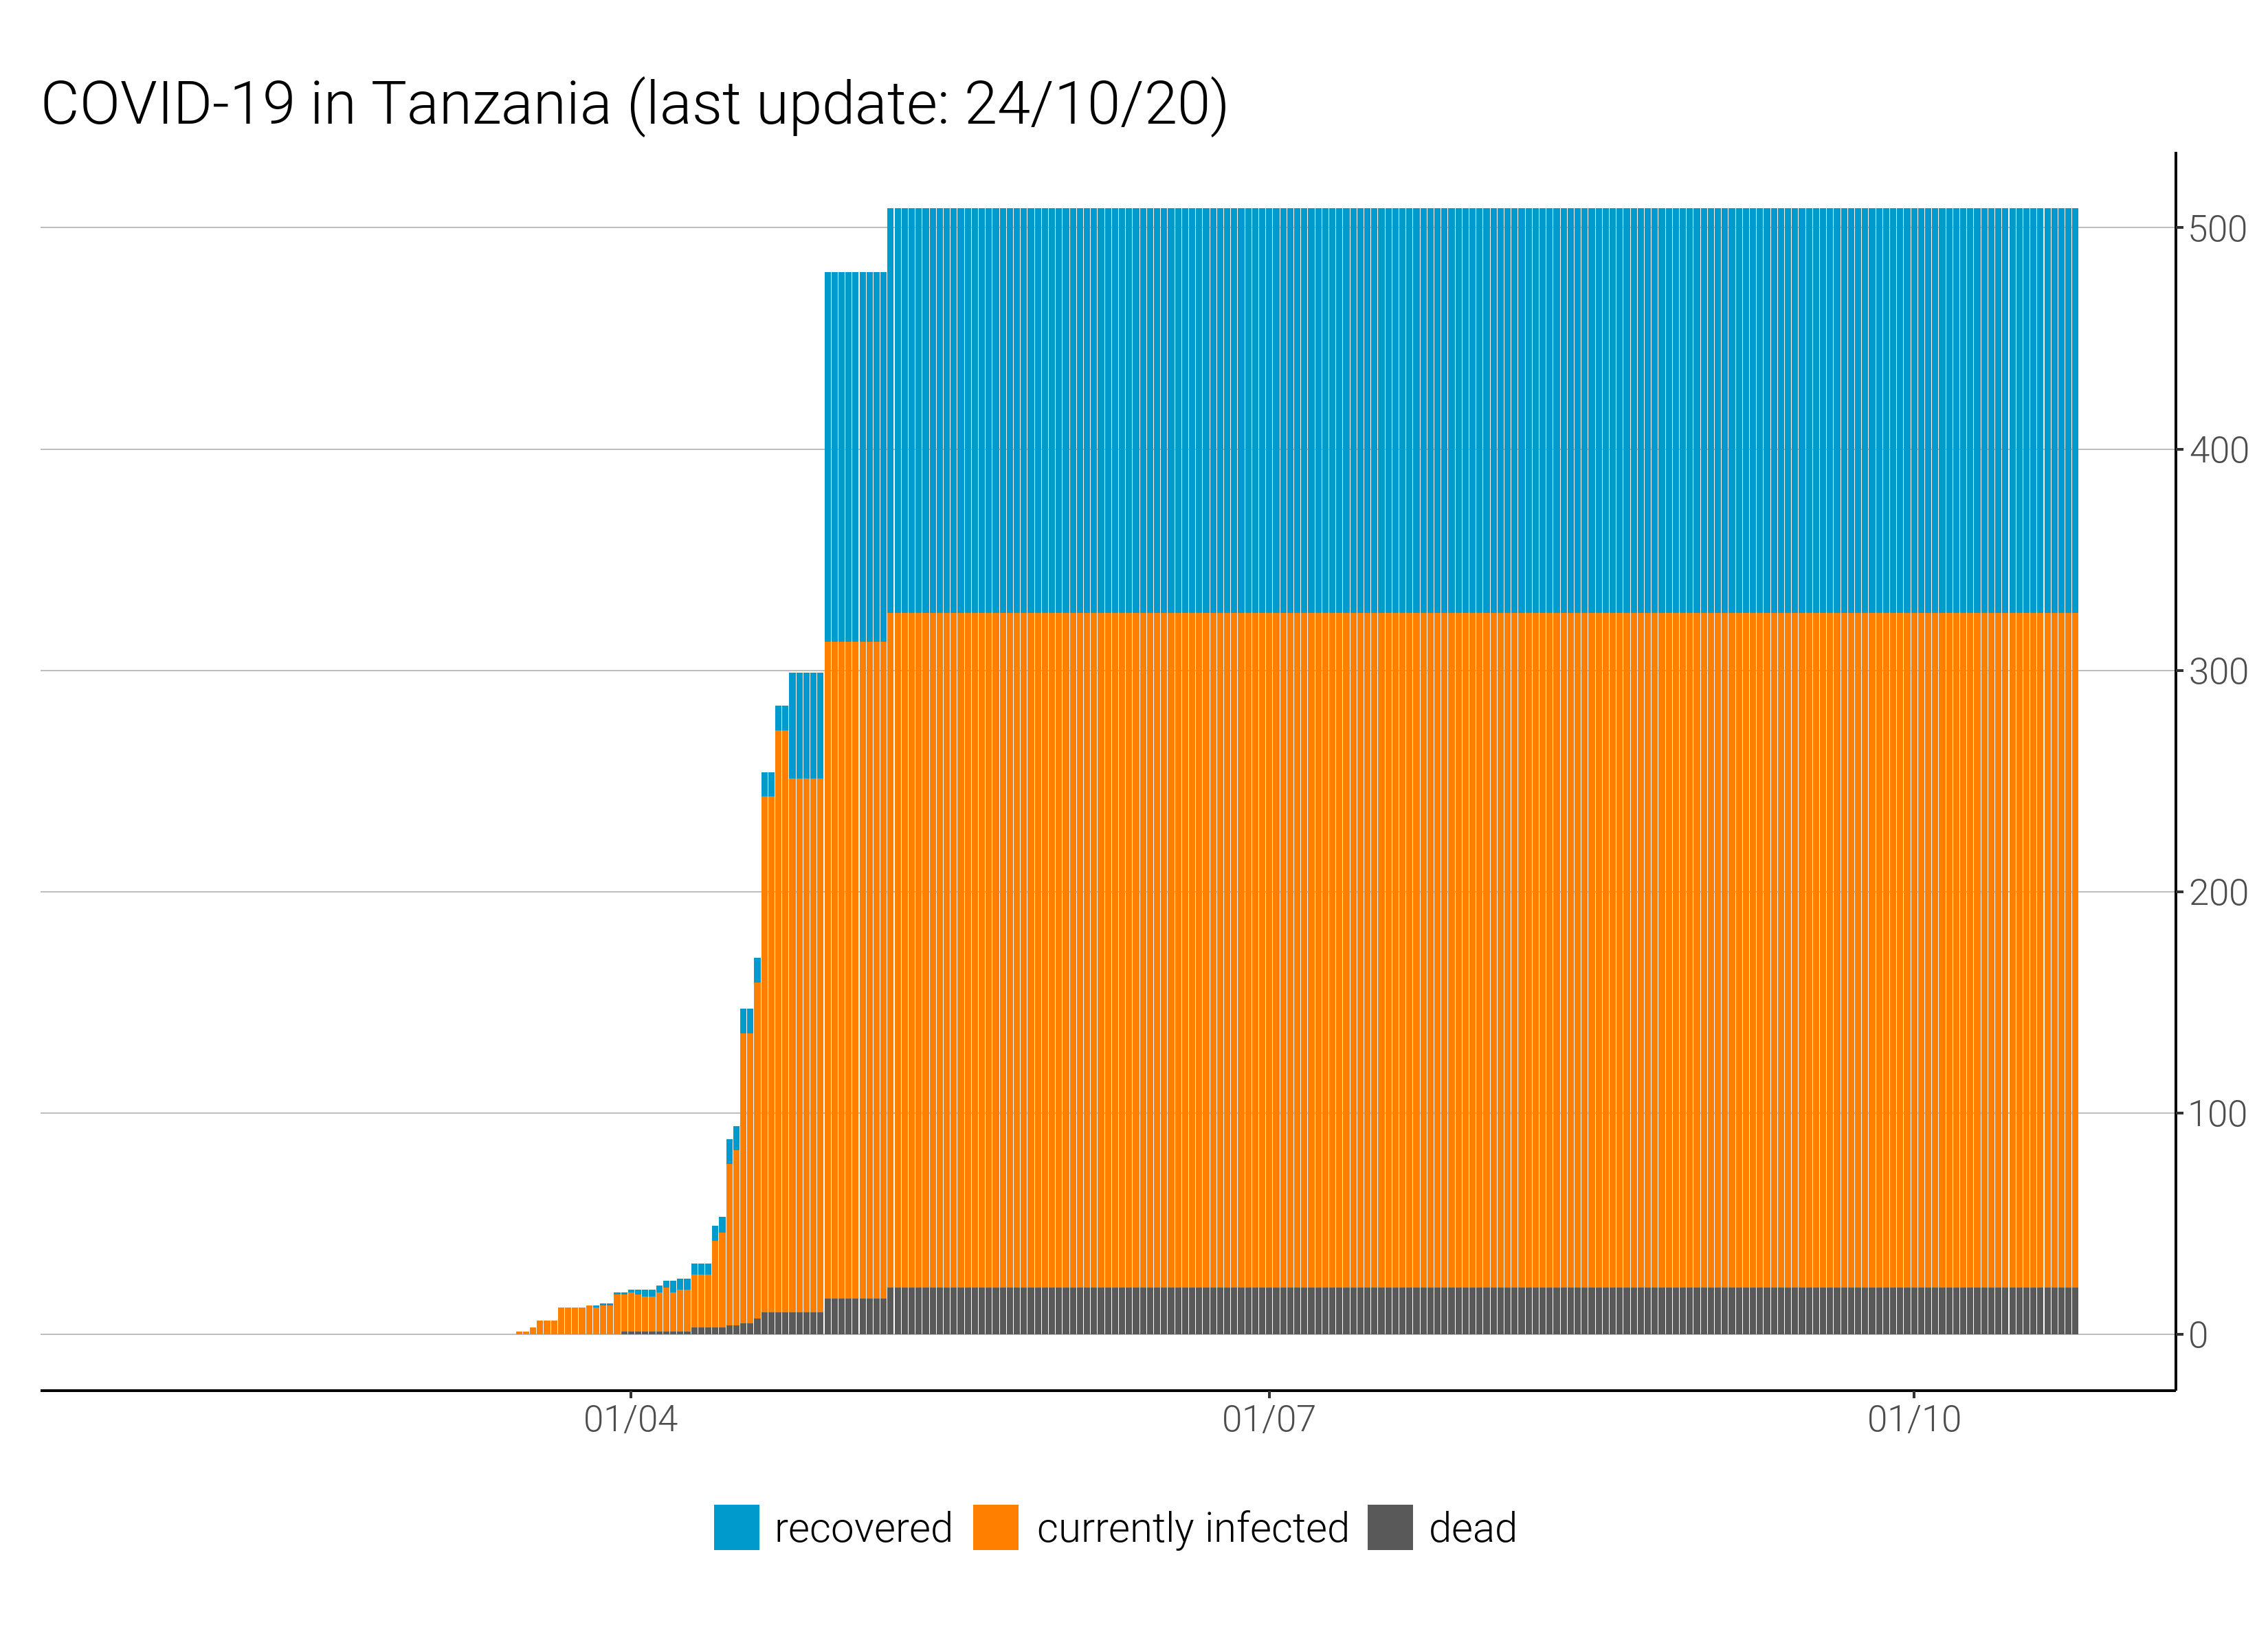 COVID-19 in Tanzania (last update: 24/10/20)
500
400
300
200
100
0
01/04 01/07 01/10
recovered currently infected dead